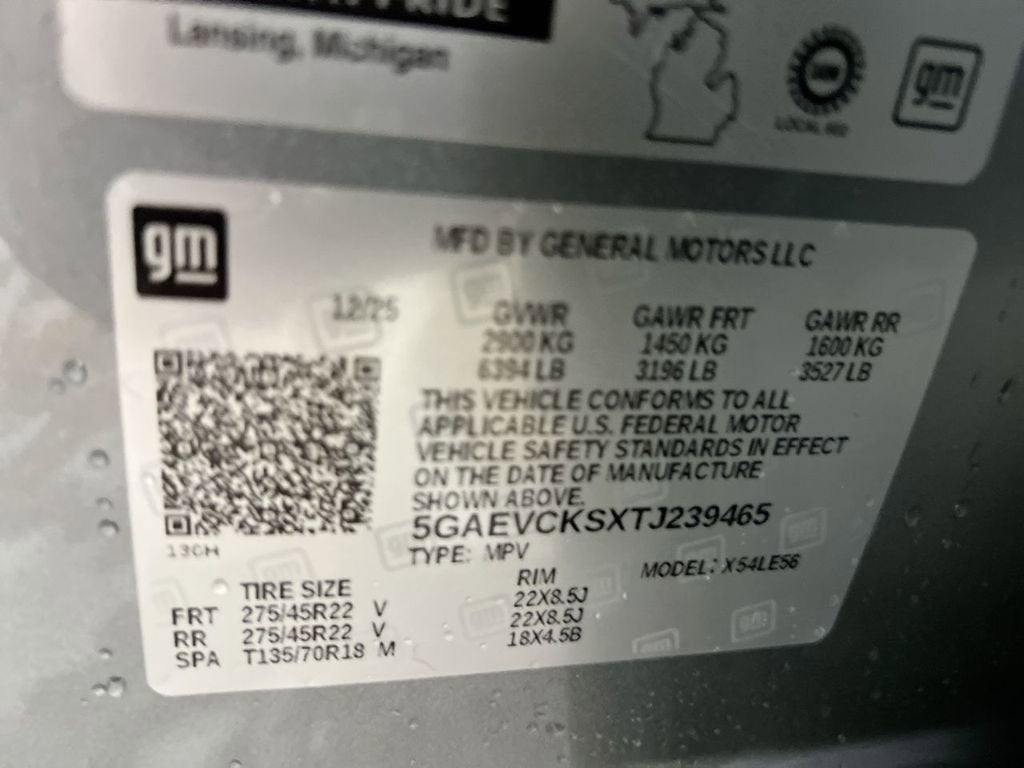 PRIDE
Lansing, Michigan
LOCAL 602
gm
gm
MFD BY GENERAL MOTORS LLC
12/25
GVWR GAWR FRT GAWR RR
2900 KG 1450 KG 1600 KG
6394 LB 3196 LB 3527 LB
THIS VEHICLE CONFORMS TO ALL
APPLICABLE U.S. FEDERAL MOTOR
VEHICLE SAFETY STANDARDS IN EFFECT
ON THE DATE OF MANUFACTURE
SHOWN ABOVE.
5GAEVCKSXTJ239465
TYPE: MPV MODEL: X54LE56
13CH
TIRE SIZE RIM
FRT 275/45R22 V 22X8.5J
RR 275/45R22 V 22X8.5J
SPA T135/70R18 M 18X4.5B